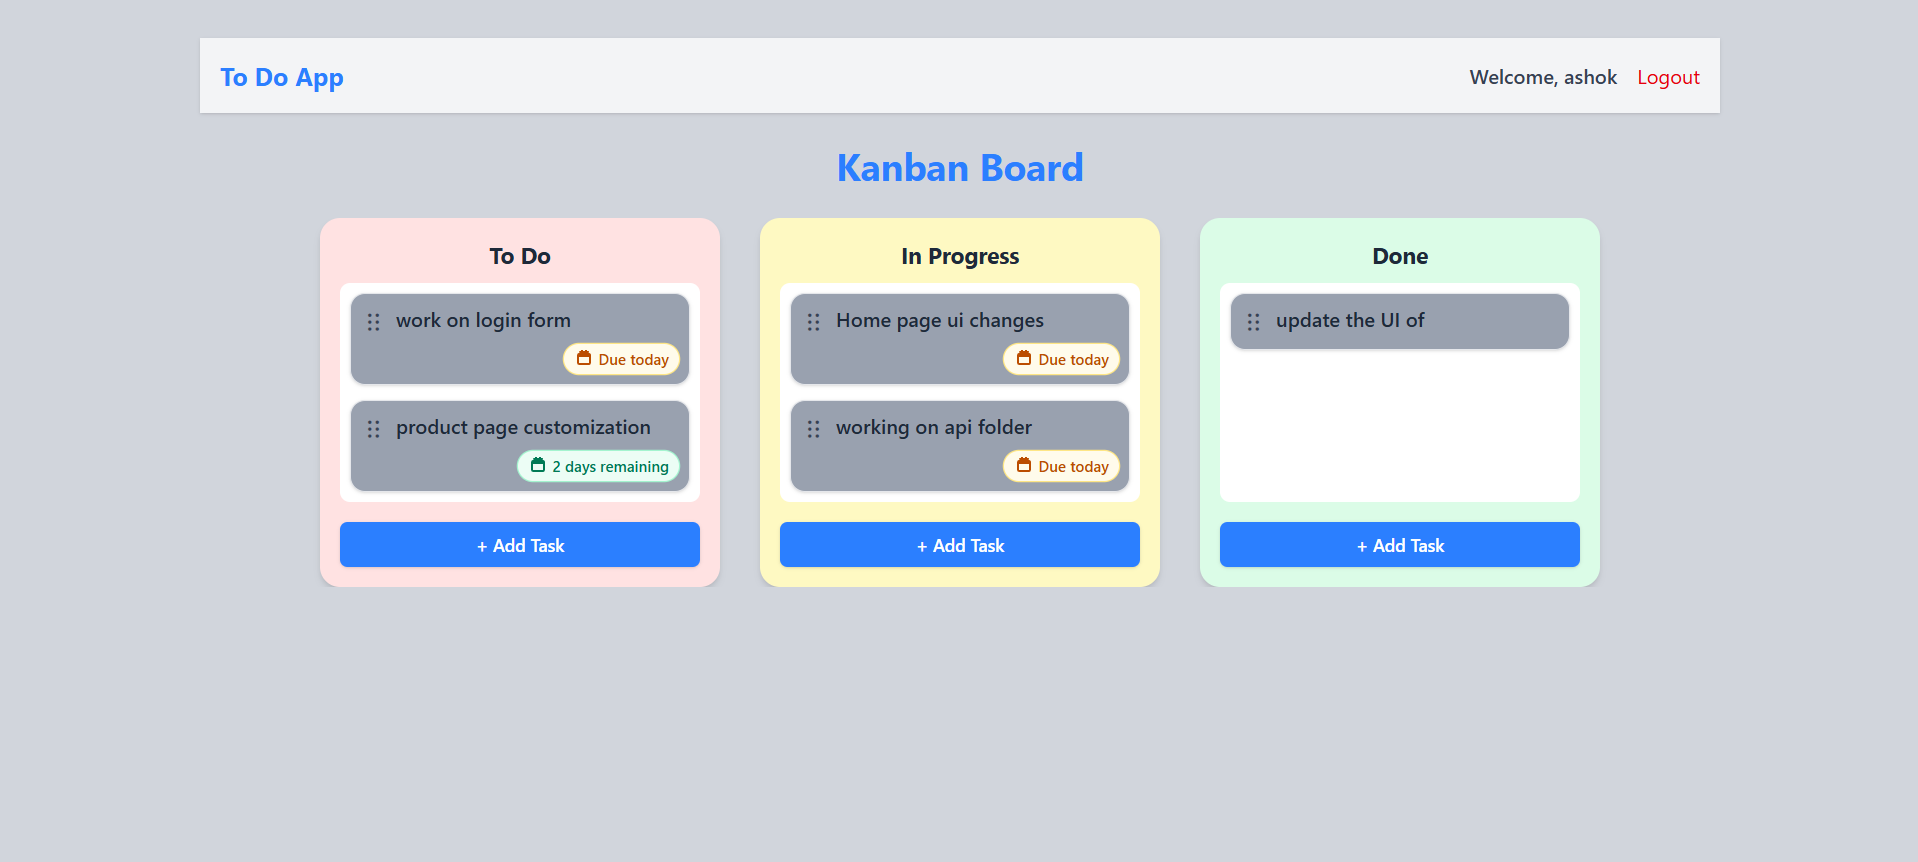 To Do App
Welcome, ashok Logout
Kanban Board
To Do
work on login form
Due today
product page customization
2 days remaining
+ Add Task
In Progress
Home page ui changes
Due today
working on api folder
Due today
+ Add Task
Done
update the UI of
+ Add Task